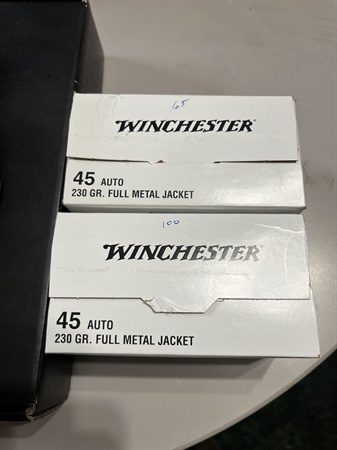 65
WINCHESTER
45 AUTO
230 GR. FULL METAL JACKET
100
WINCHESTER
45 AUTO
230 GR. FULL METAL JACKET